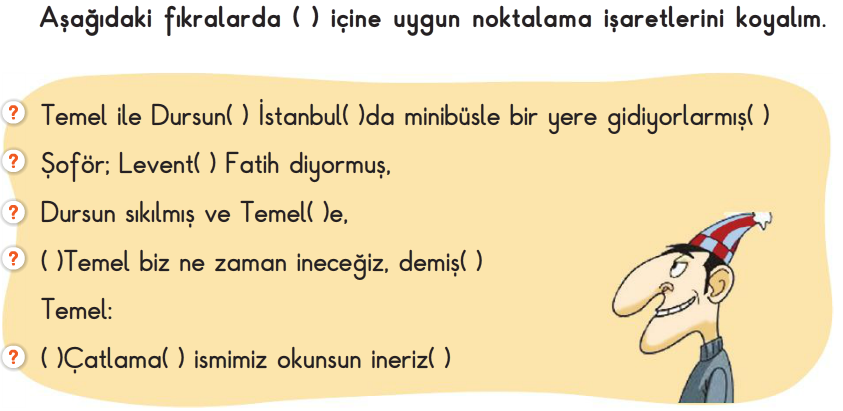 Aşağıdaki fıkralarda ( ) içine uygun noktalama işaretlerini koyalım.
? Temel ile Dursun( ) İstanbul( )da minibüsle bir yere gidiyorlarmış( )
? Şoför; Levent( ) Fatih diyormuş,
? Dursun sıkılmış ve Temel( )e,
? ( )Temel biz ne zaman ineceğiz, demiş( )
Temel:
? ( )Çatlama( ) ismimiz okunsun ineriz( )